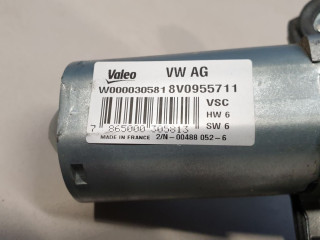 Valeo VW AG
W000030581 8V0955711
VSC
HW 6
7 865000 305813 SW 6
MADE IN FRANCE 2/N-00488 052-6